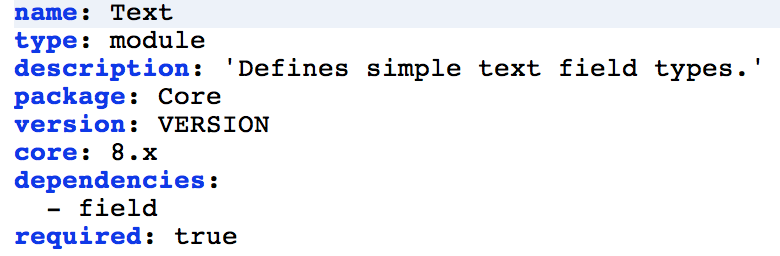 name: Text
type: module
description: 'Defines simple text field types.'
package: Core
version: VERSION
core: 8.x
dependencies:
  - field
required: true